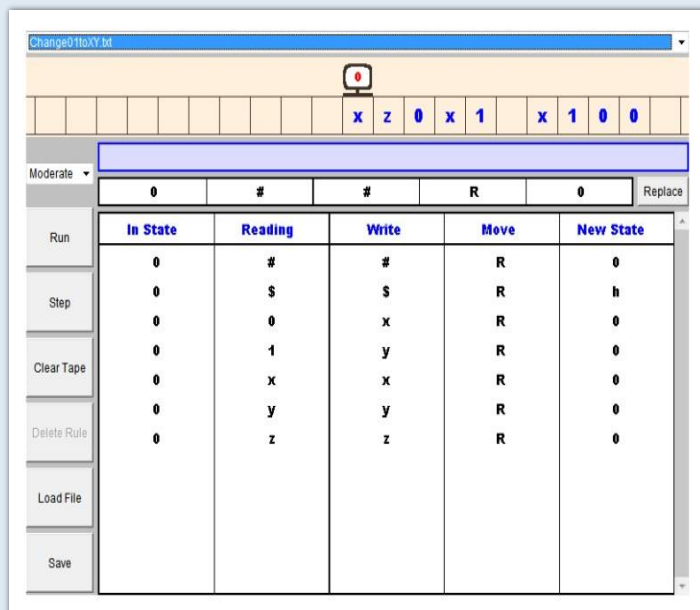 Change01toXY.txt
0
x z 0 x 1 x 1 0 0
Moderate
0 # # R 0 Replace
Run
In State Reading Write Move New State
0 # # R 0
0 $ $ R h
Step
0 0 x R 0
0 1 y R 0
Clear Tape
0 x x R 0
0 y y R 0
Delete Rule
0 z z R 0
Load File
Save